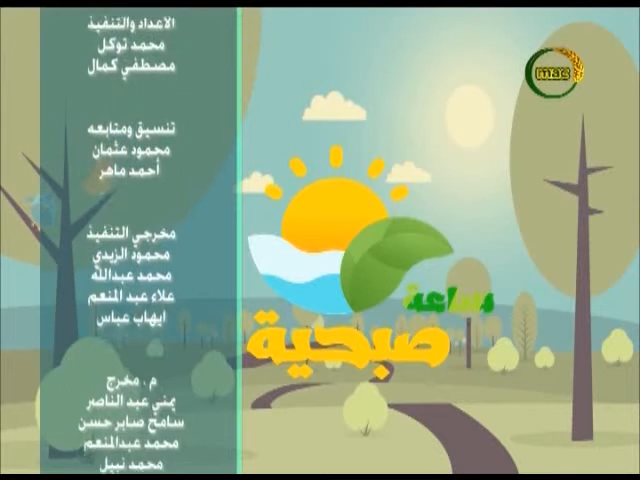 الاعداد والتنفيذ
محمد توكل
مصطفي كمال
تنسيق ومتابعه
محمود عثمان
أحمد ماهر
مخرجي التنفيذ
محمود الزيدي
محمد عبدالله
علاء عبد المنعم
ايهاب عباس
م . مخرج
يمني عبد الناصر
سامح صابر حسن
محمد عبدالمنعم
محمد نبيل
mbc
ساعة
صبحية